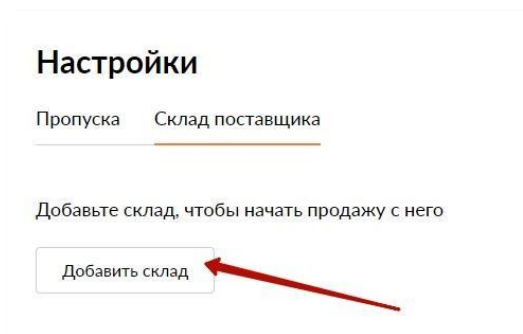 Настройки
Пропуска Склад поставщика
Добавьте склад, чтобы начать продажу с него
Добавить склад